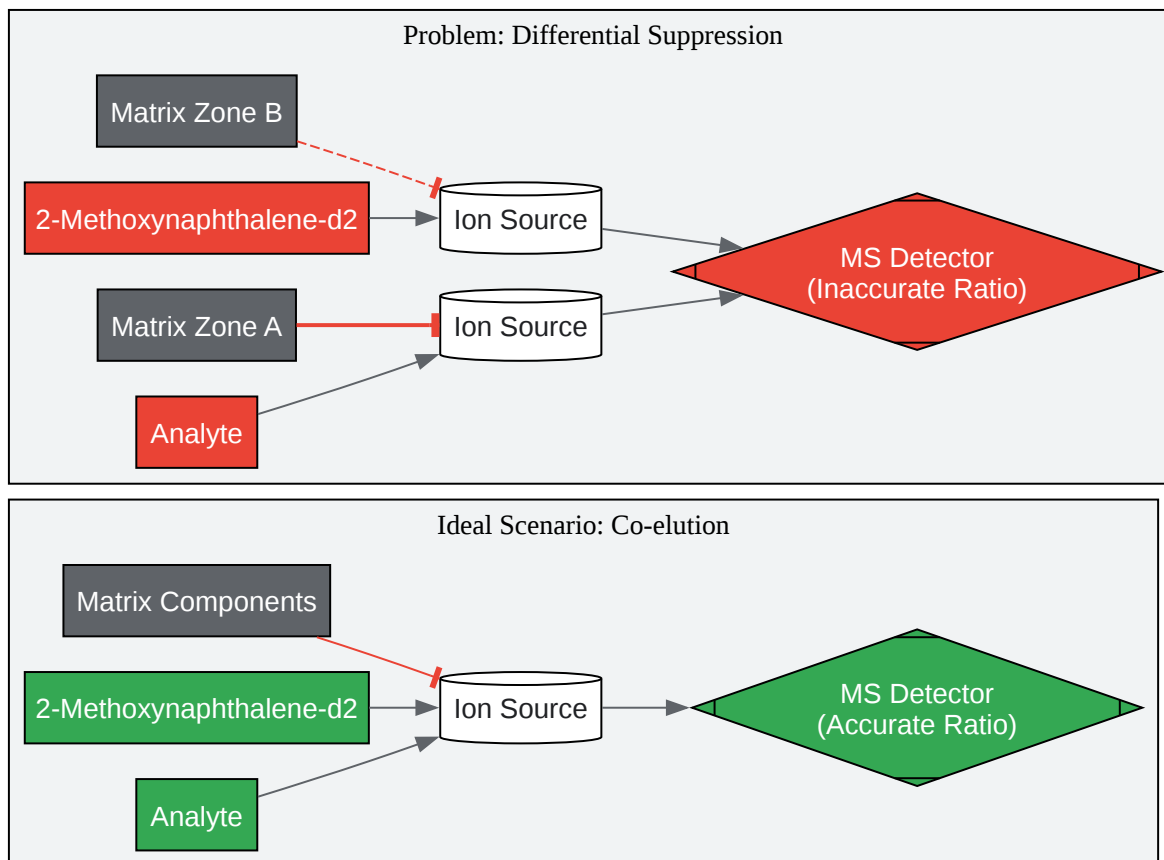 Problem: Differential Suppression
Matrix Zone B
2-Methoxynaphthalene-d2
Ion Source
Matrix Zone A
Ion Source
Analyte
MS Detector
(Inaccurate Ratio)
Ideal Scenario: Co-elution
Matrix Components
2-Methoxynaphthalene-d2
Ion Source
Analyte
MS Detector
(Accurate Ratio)